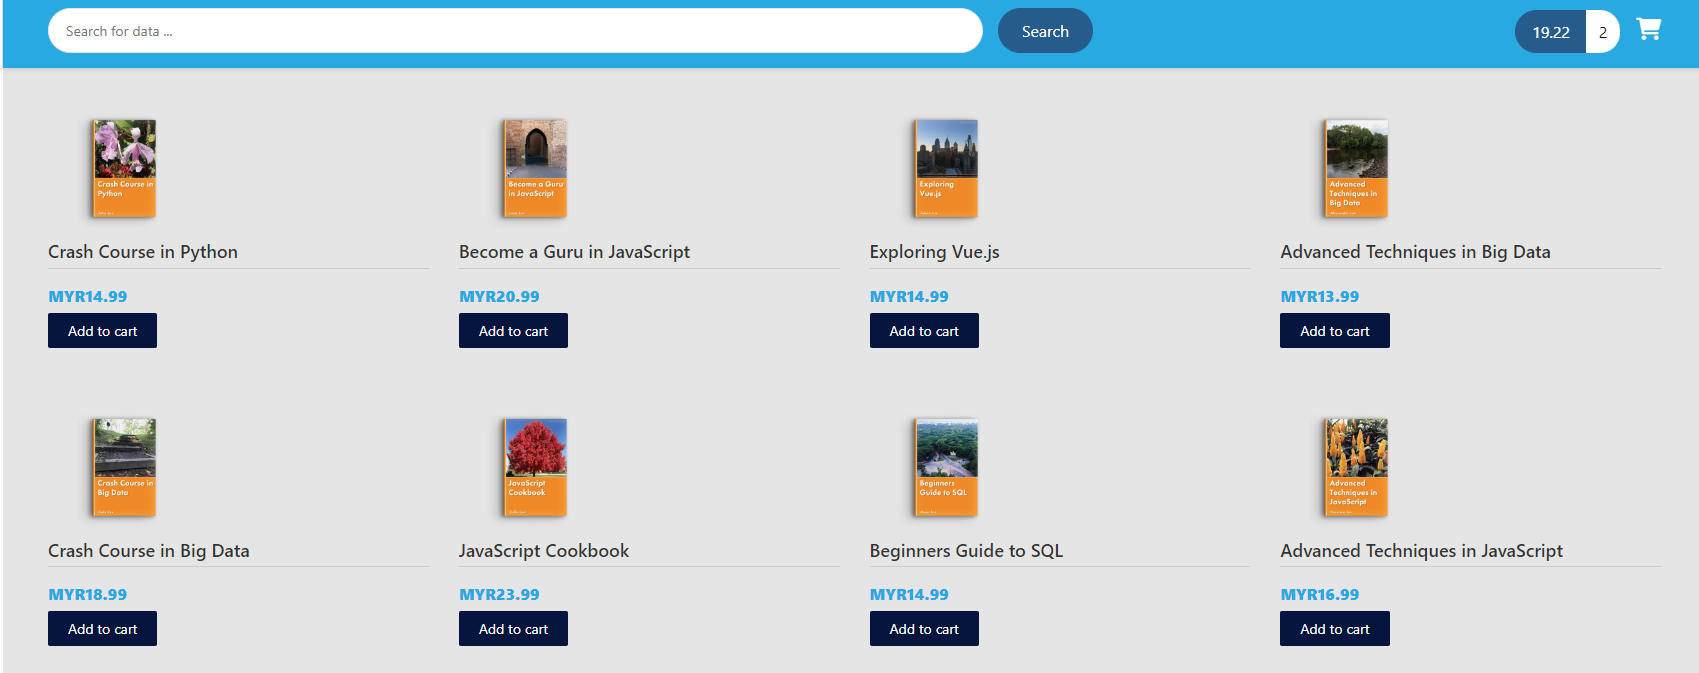 Search for data ...
Search
19.22
2
Crash Course in
Python
Become a Guru
in JavaScript
Exploring
Vue.js
Advanced
Techniques in
Big Data
Crash Course in Python
Become a Guru in JavaScript
Exploring Vue.js
Advanced Techniques in Big Data
MYR14.99
MYR20.99
MYR14.99
MYR13.99
Add to cart
Add to cart
Add to cart
Add to cart
Crash Course in
Big Data
JavaScript
Cookbook
Beginners
Guide to SQL
Advanced
Techniques in
JavaScript
Crash Course in Big Data
JavaScript Cookbook
Beginners Guide to SQL
Advanced Techniques in JavaScript
MYR18.99
MYR23.99
MYR14.99
MYR16.99
Add to cart
Add to cart
Add to cart
Add to cart